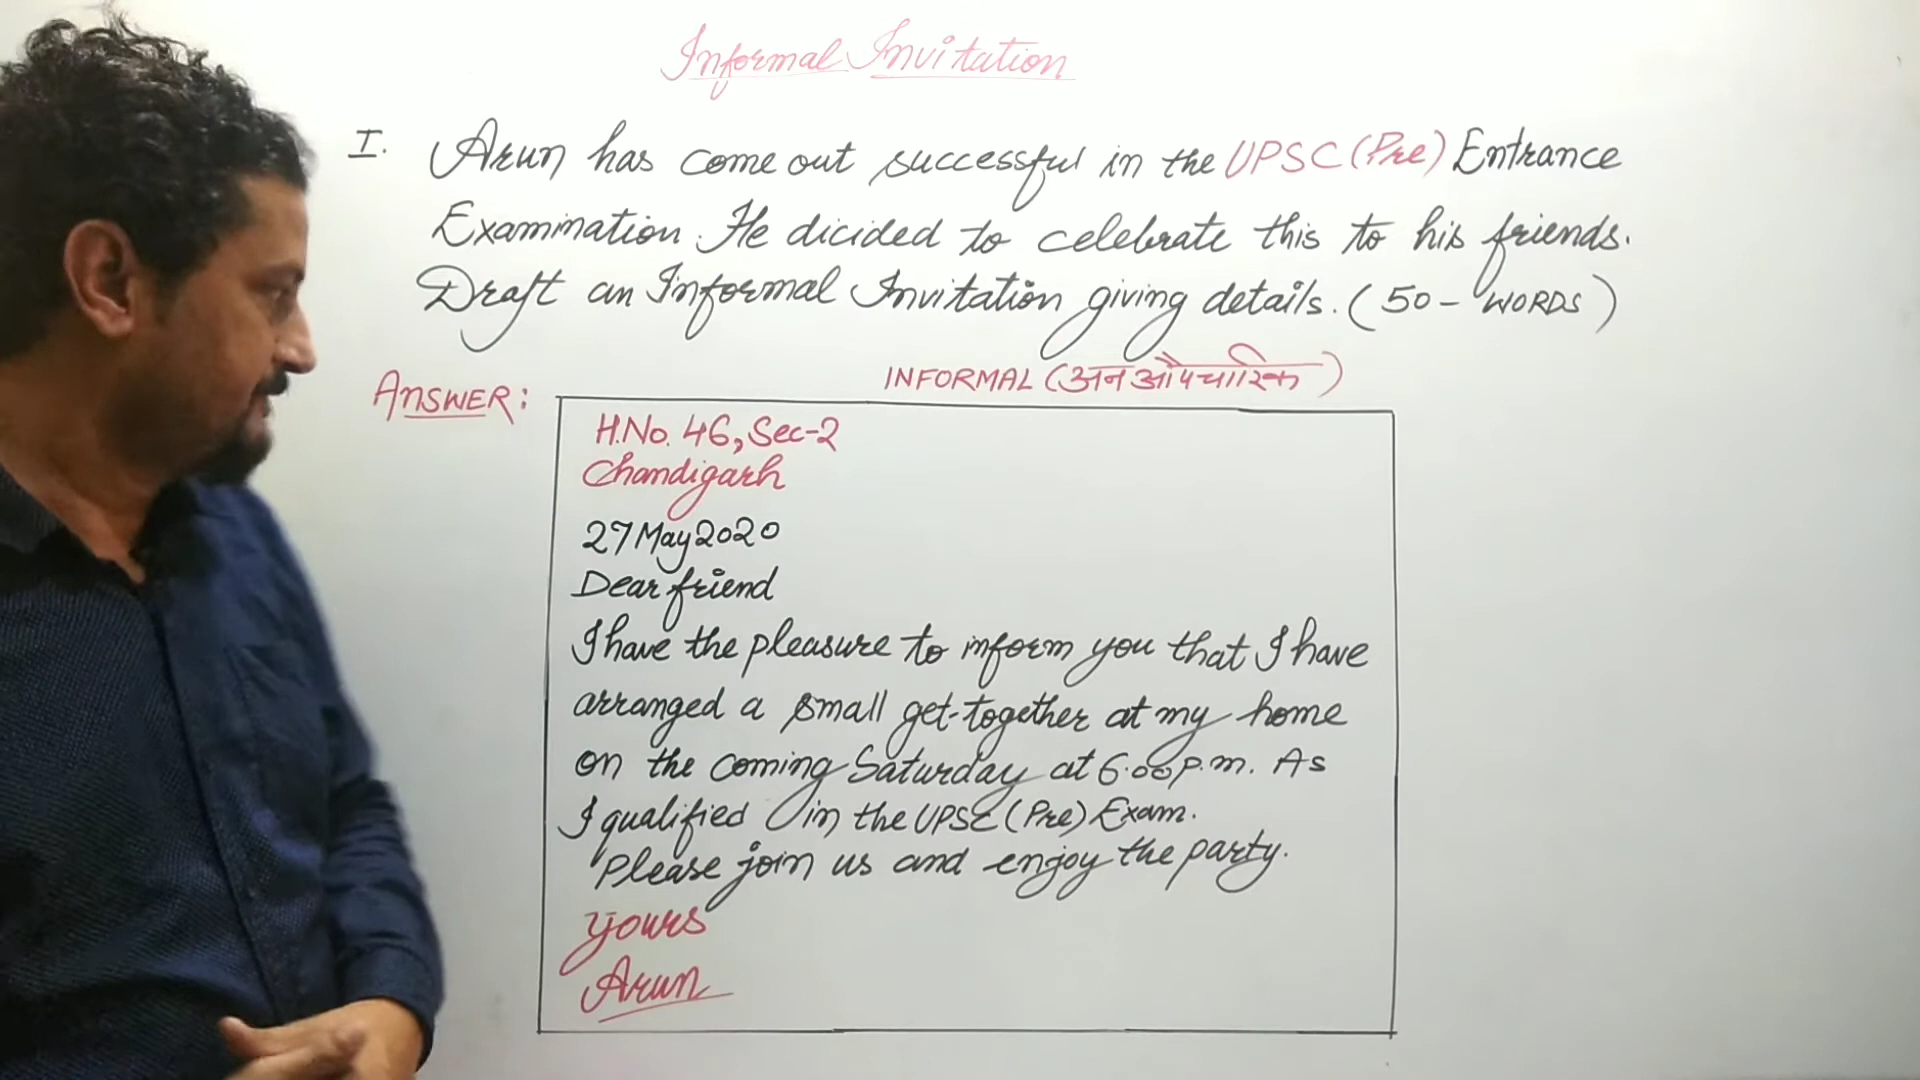 Informal Invitation
I. Arun has come out successful in the UPSC (Pre) Entrance
Examination. He dicided to celebrate this to his friends.
Draft an Informal Invitation giving details. (50 - WORDS)
ANSWER:
INFORMAL (अनऔपचारिक)
H.No. 46, Sec-2
Chandigarh
27 May 2020
Dear friend
I have the pleasure to inform you that I have
arranged a small get-together at my home
on the coming Saturday at 6.00 p.m. As
I qualified in the UPSC (Pre) Exam.
Please join us and enjoy the party.
Yours
Arun